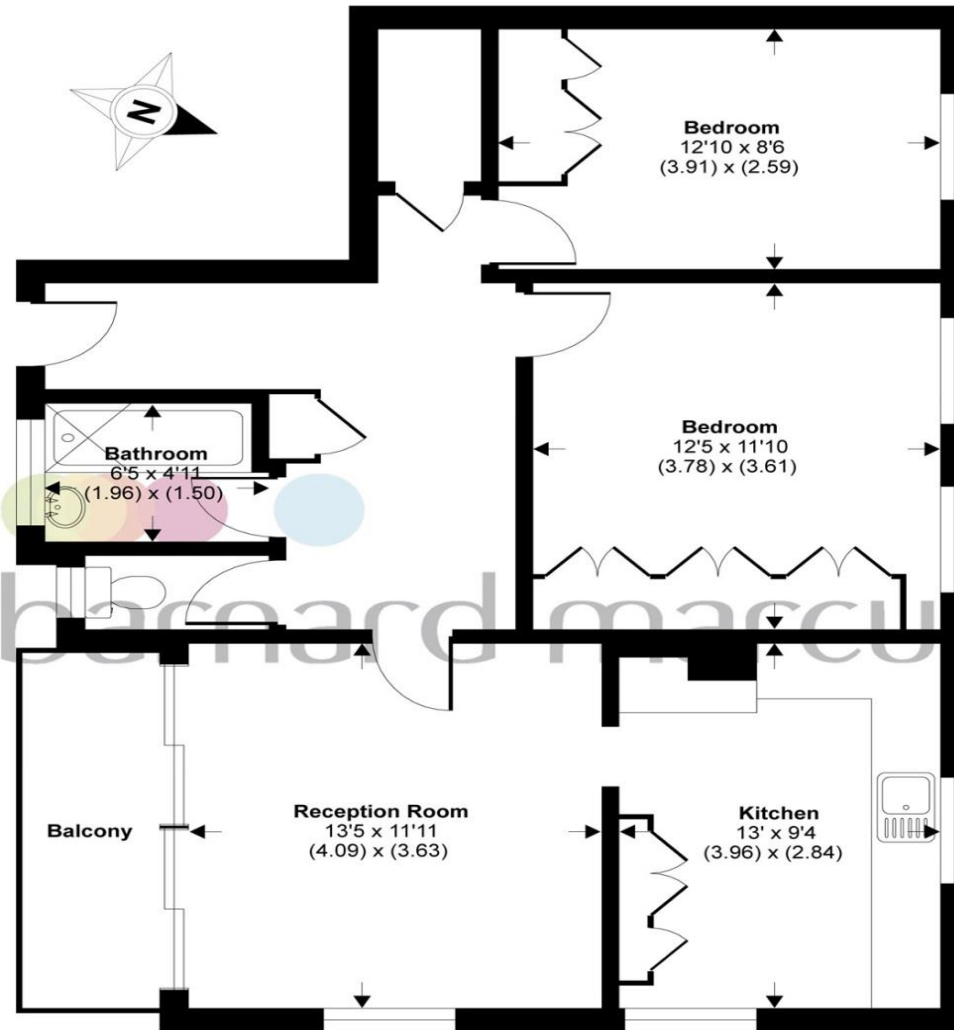 N
Bedroom
12'10 x 8'6
(3.91) x (2.59)
Bedroom
12'5 x 11'10
(3.78) x (3.61)
Bathroom
6'5 x 4'11
(1.96) x (1.50)
barnard marcu
Reception Room
13'5 x 11'11
(4.09) x (3.63)
Balcony
Kitchen
13' x 9'4
(3.96) x (2.84)